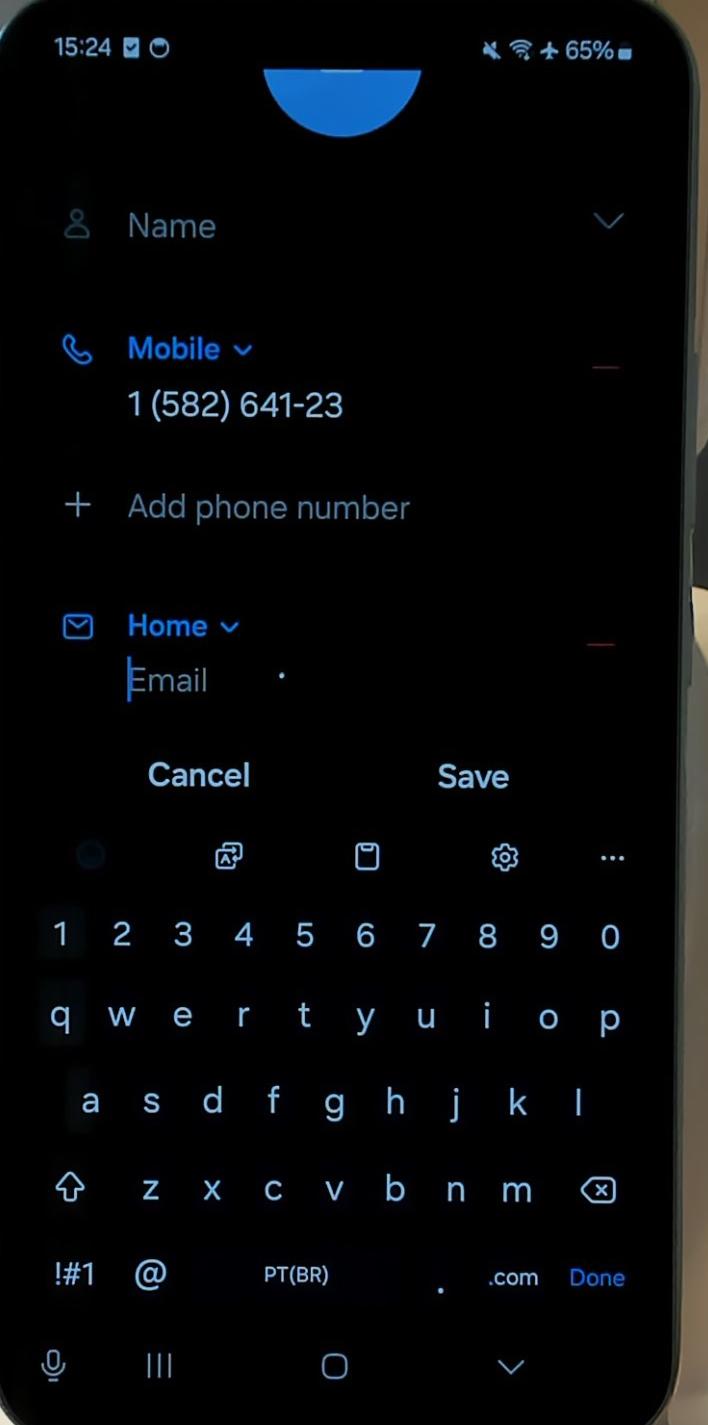 15:24 65%
Name
Mobile
1 (582) 641-23
Add phone number
Home
Email
Cancel Save
1 2 3 4 5 6 7 8 9 0
q w e r t y u i o p
a s d f g h j k l
z x c v b n m
!#1 @ PT(BR) . .com Done